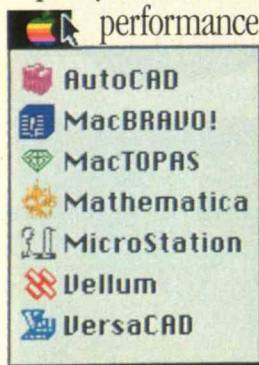 performance
AutoCAD
MacBRAVO!
MacTOPAS
Mathematica
MicroStation
Vellum
VersaCAD